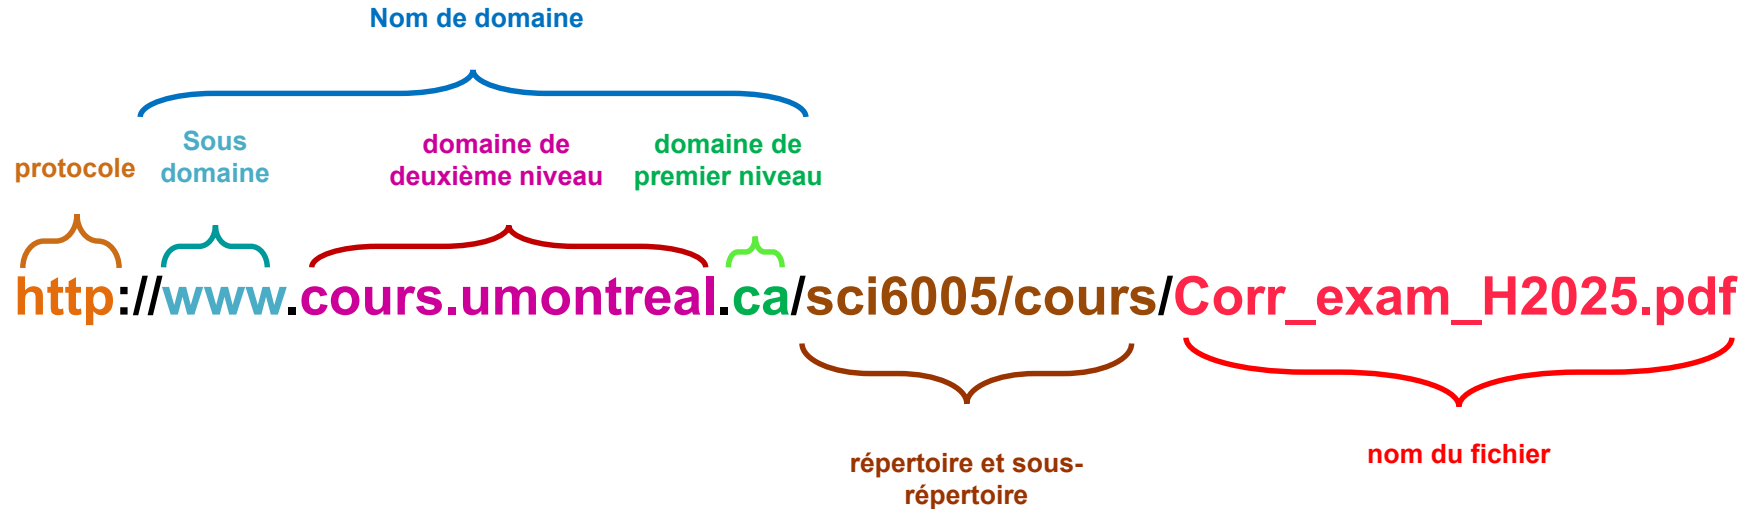 Nom de domaine
protocole
Sous
domaine
domaine de
deuxième niveau
domaine de
premier niveau
http://www.cours.umontreal.ca/sci6005/cours/Corr_exam_H2025.pdf
répertoire et sous-
répertoire
nom du fichier